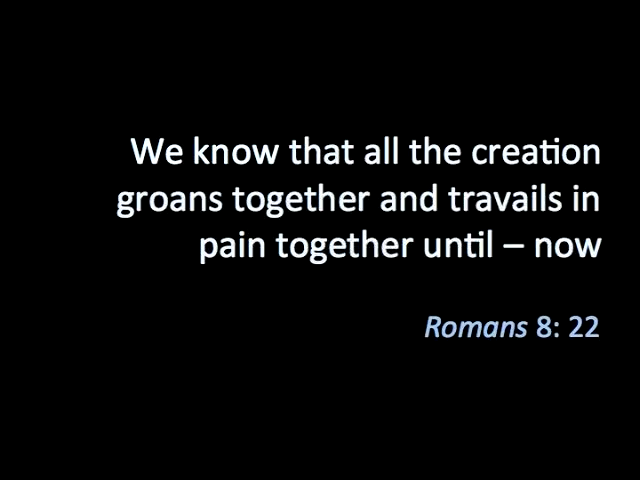 We know that all the creation
groans together and travails in
pain together until – now
Romans 8: 22